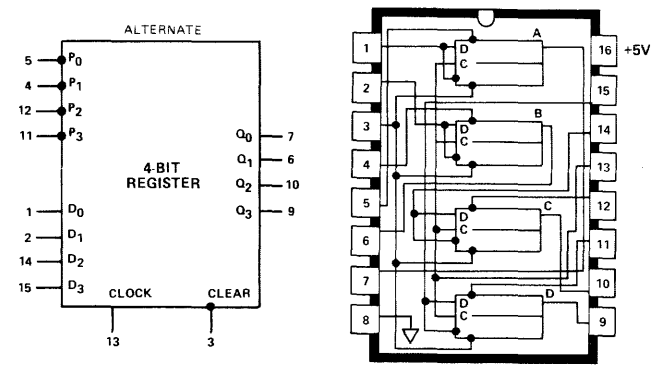 ALTERNATE
5 P0
4 P1
12 P2
11 P3
Q0 7
Q1 6
Q2 10
Q3 9
4-BIT
REGISTER
1 D0
2 D1
14 D2
15 D3
CLOCK CLEAR
13 3
1 D A 16 +5V
C
2 15
3 D B 14
C
4 13
5 D C 12
C
6 11
7 D D 10
C
8 9